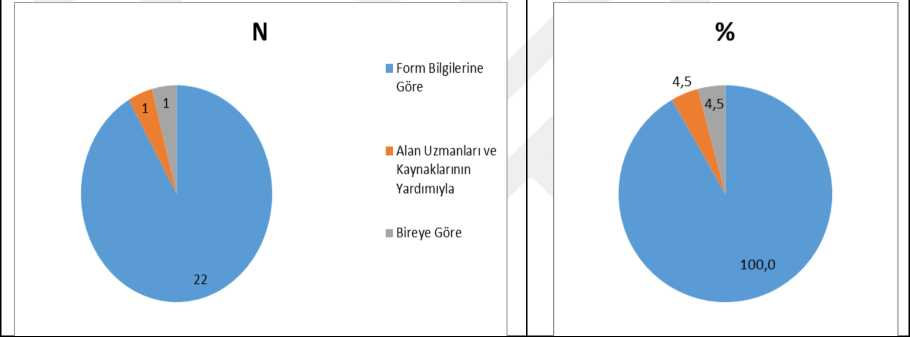 N
Form Bilgilerine
Göre
Alan Uzmanları ve
Kaynaklarının
Yardımıyla
Bireye Göre
1
1
22
%
4,5
4,5
100,0